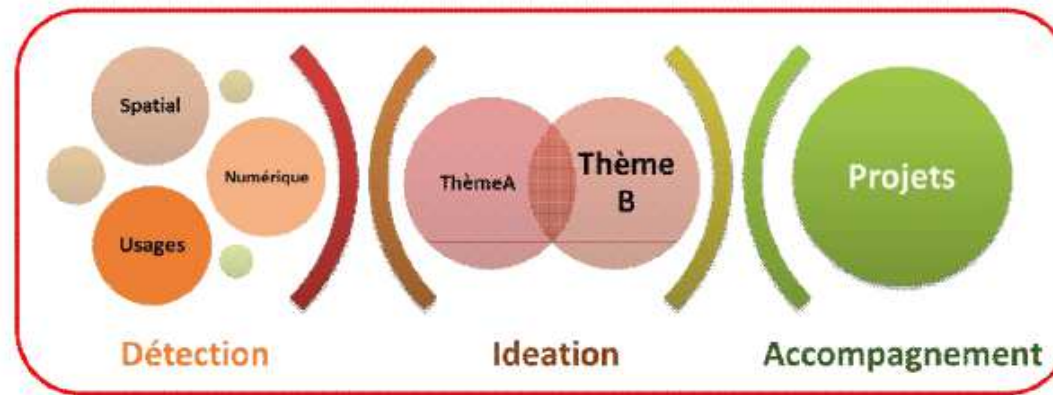 Spatial
Numérique
Usages
ThèmeA
Thème
B
Projets
Détection
Ideation
Accompagnement